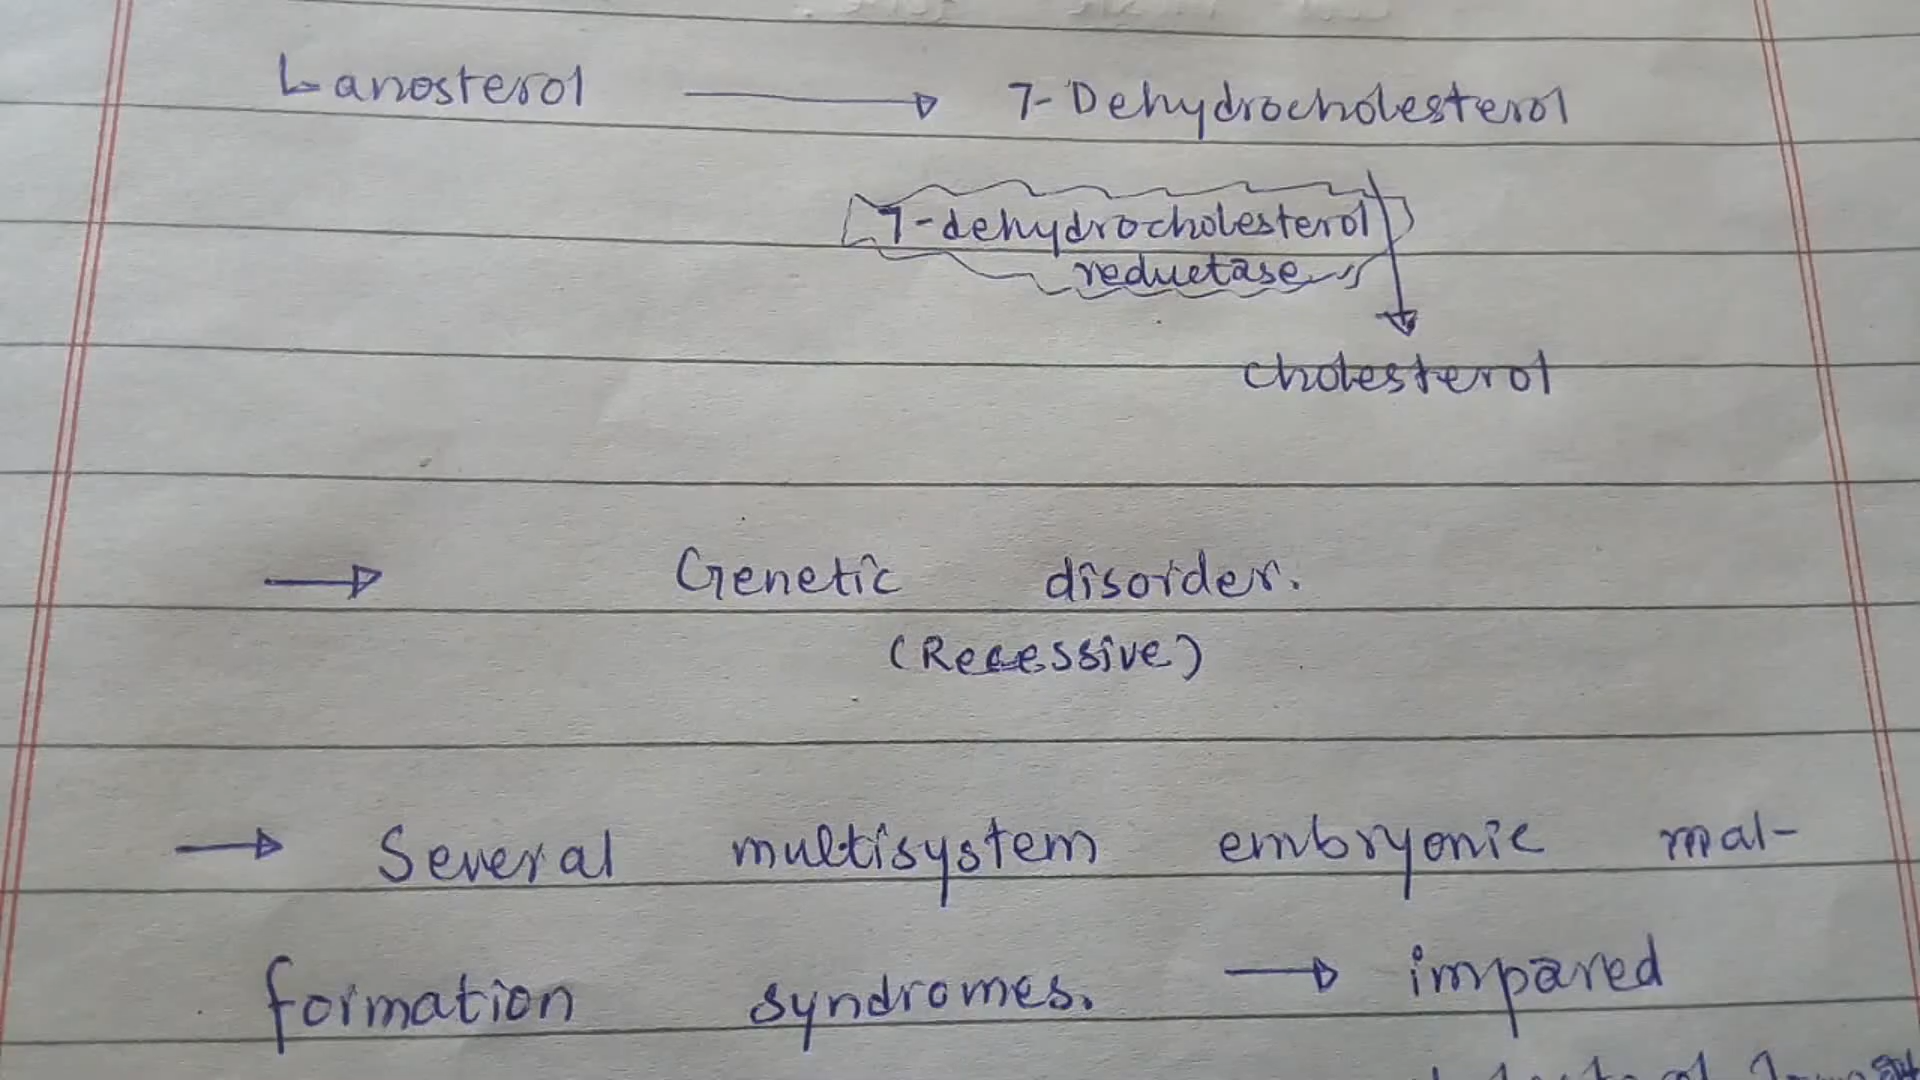 Lanosterol → 7-Dehydrocholesterol
7-dehydrocholesterol
reductase
cholesterol
→ Genetic disorder.
(Recessive)
→ Several multisystem embryonic mal-
formation syndromes. → impared